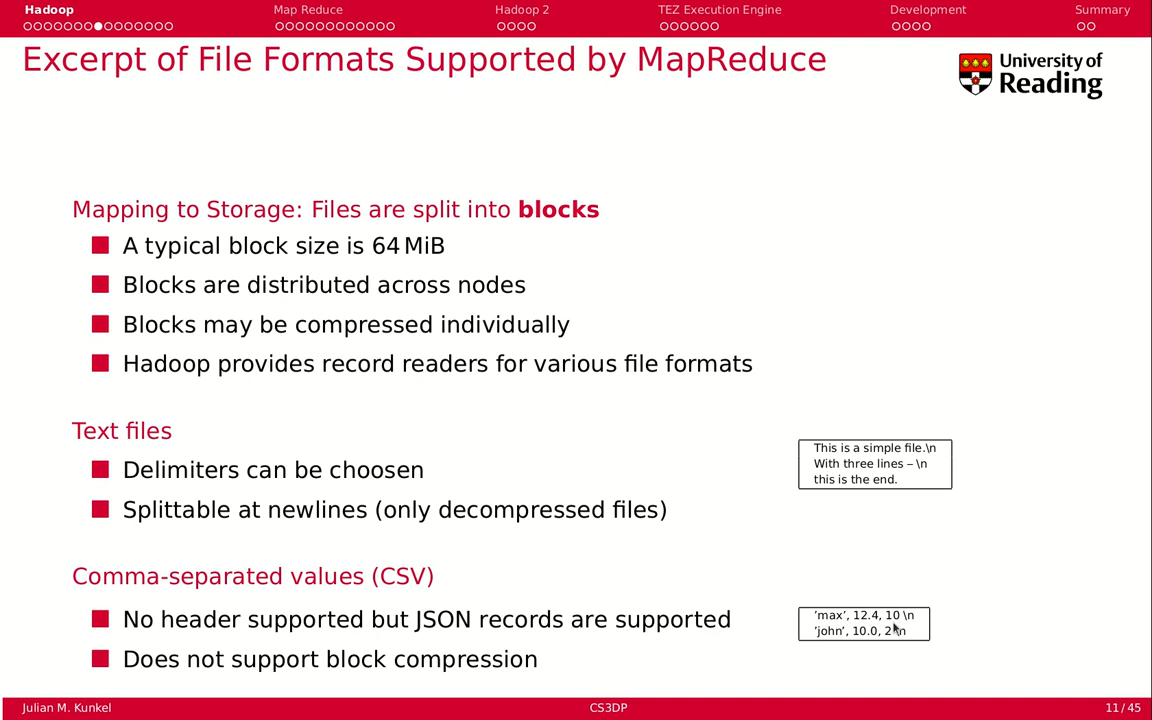 Hadoop Map Reduce Hadoop 2 TEZ Execution Engine Development Summary
Excerpt of File Formats Supported by MapReduce
University of
Reading
Mapping to Storage: Files are split into blocks
A typical block size is 64 MiB
Blocks are distributed across nodes
Blocks may be compressed individually
Hadoop provides record readers for various file formats
Text files
Delimiters can be choosen
Splittable at newlines (only decompressed files)
This is a simple file.\n
With three lines – \n
this is the end.
Comma-separated values (CSV)
No header supported but JSON records are supported
Does not support block compression
'max', 12.4, 10 \n
'john', 10.0, 2 \n
Julian M. Kunkel CS3DP 11 / 45